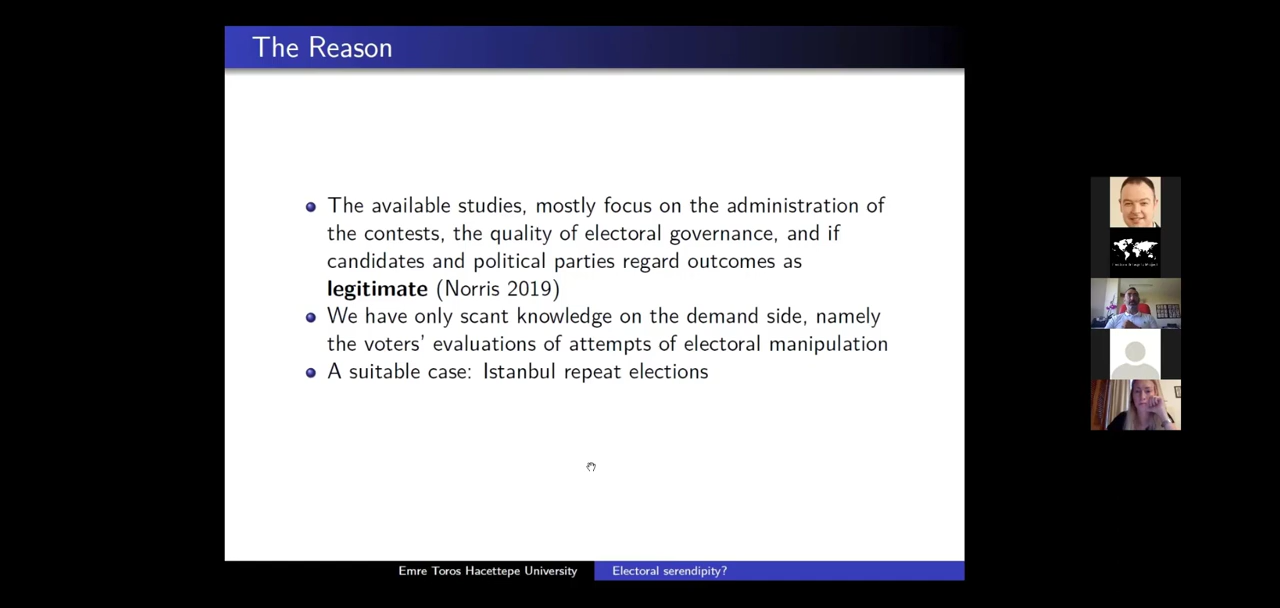 The Reason
The available studies, mostly focus on the administration of
the contests, the quality of electoral governance, and if
candidates and political parties regard outcomes as
legitimate (Norris 2019)
We have only scant knowledge on the demand side, namely
the voters' evaluations of attempts of electoral manipulation
A suitable case: Istanbul repeat elections
Emre Toros Hacettepe University
Electoral serendipity?